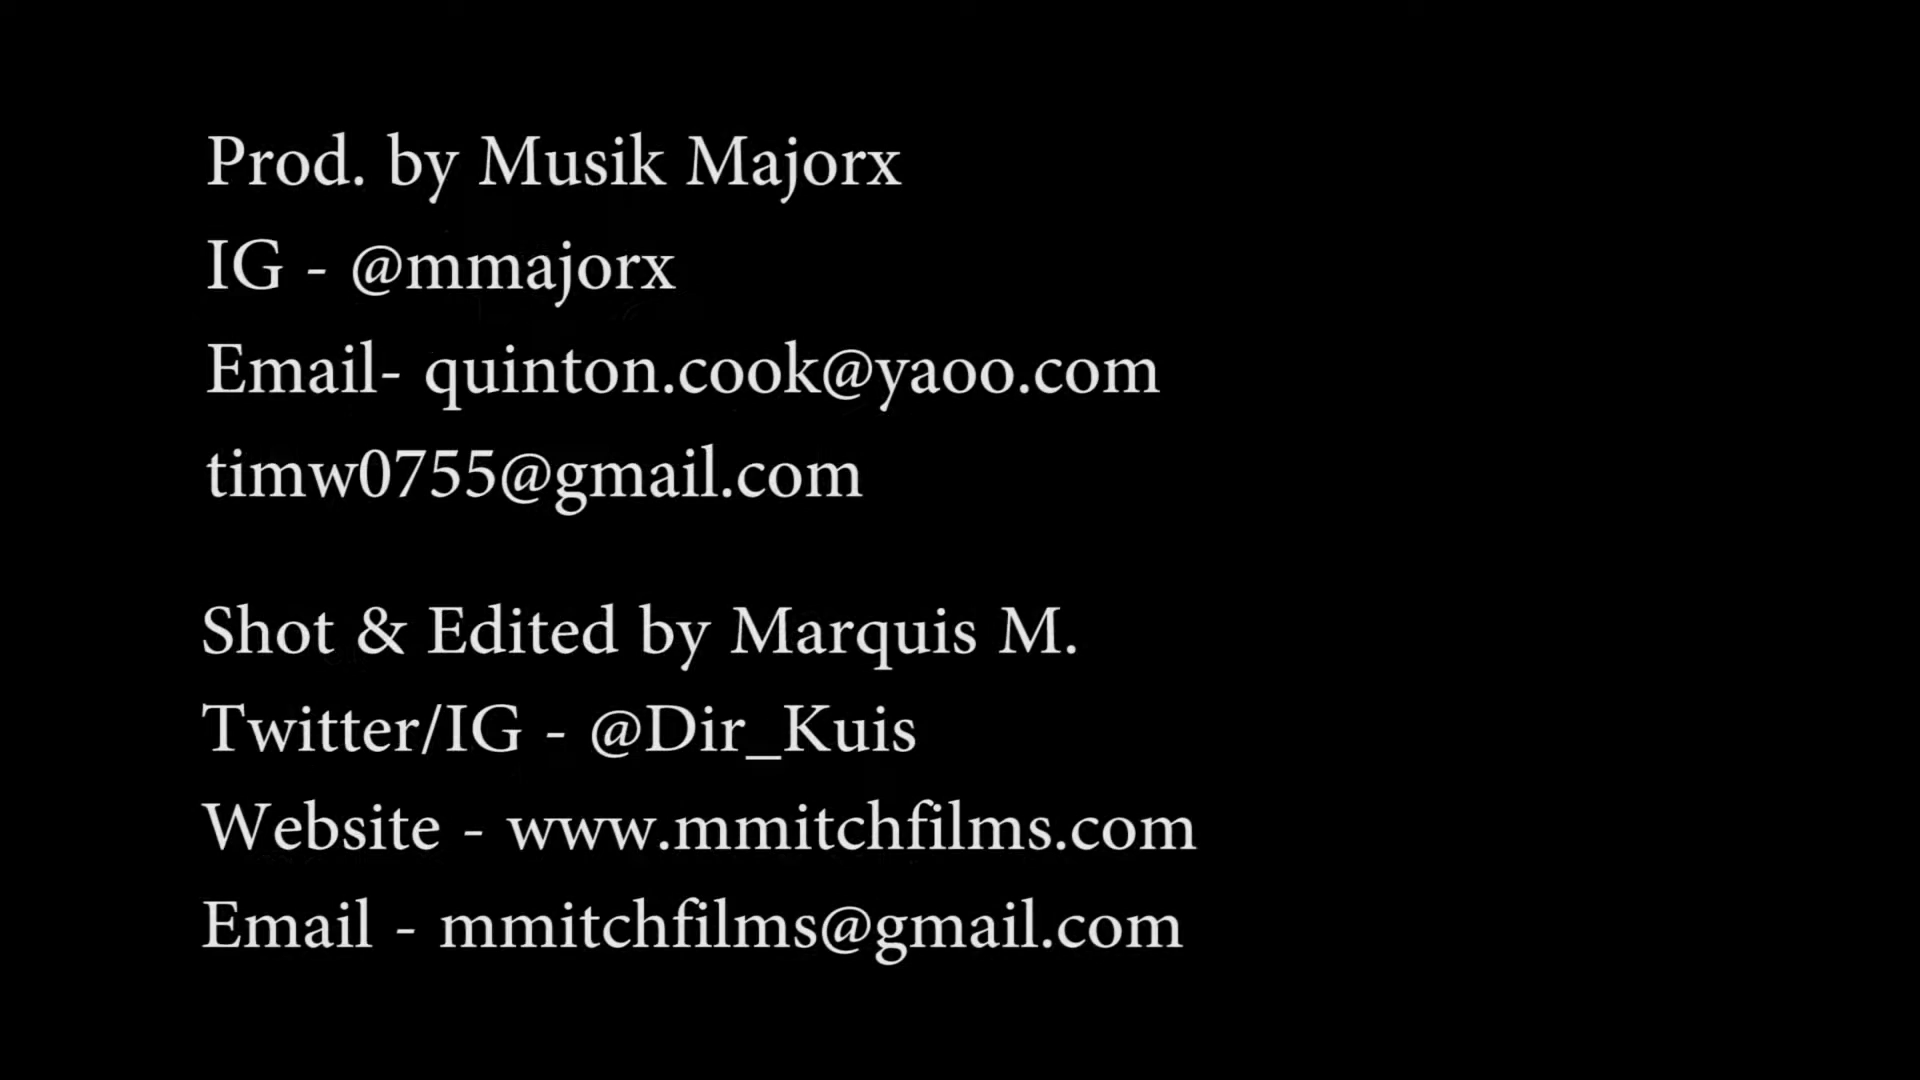 Prod. by Musik Majorx
IG - @mmajorx
Email- quinton.cook@yaoo.com
timw0755@gmail.com
Shot & Edited by Marquis M.
Twitter/IG - @Dir_Kuis
Website - www.mmitchfilms.com
Email - mmitchfilms@gmail.com